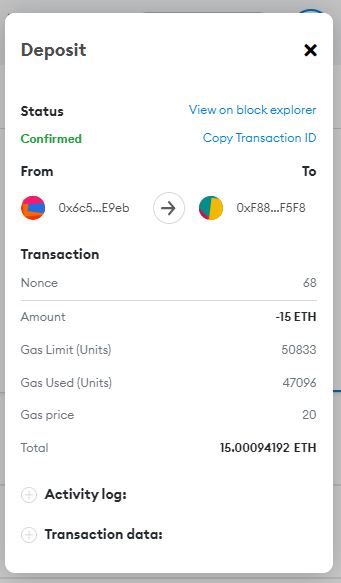 Deposit
Status View on block explorer
Confirmed Copy Transaction ID
From To
0x6c5...E9eb 0xF88...F5F8
Transaction
Nonce 68
Amount -15 ETH
Gas Limit (Units) 50833
Gas Used (Units) 47096
Gas price 20
Total 15.00094192 ETH
Activity log:
Transaction data: